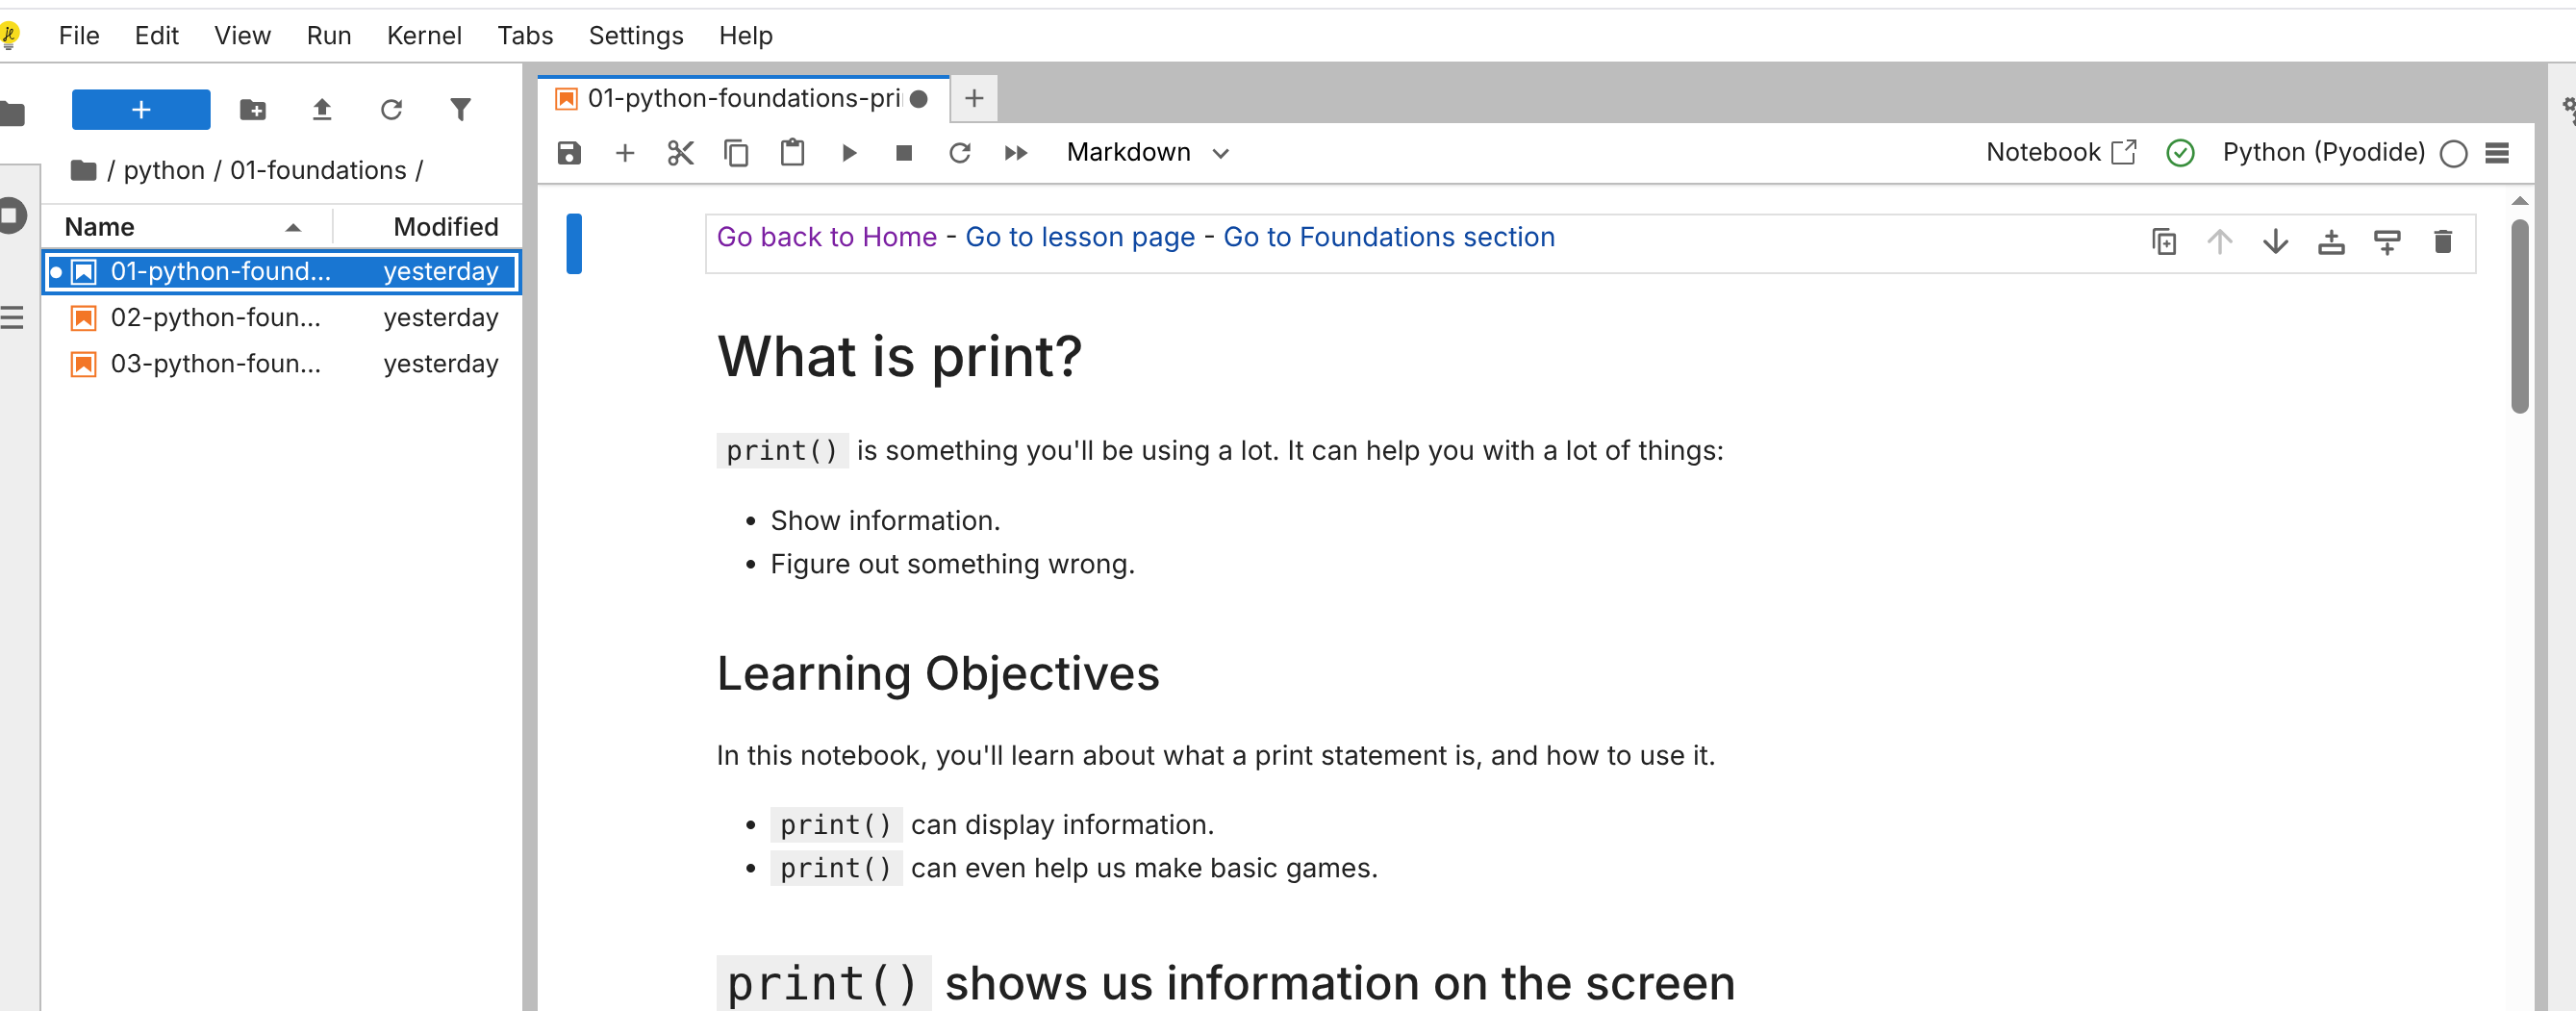 File Edit View Run Kernel Tabs Settings Help
/ python / 01-foundations /
Name Modified
01-python-found... yesterday
02-python-foun... yesterday
03-python-foun... yesterday
01-python-foundations-pri
Markdown
Notebook
Python (Pyodide)
Go back to Home - Go to lesson page - Go to Foundations section
What is print?
print() is something you'll be using a lot. It can help you with a lot of things:
• Show information.
• Figure out something wrong.
Learning Objectives
In this notebook, you'll learn about what a print statement is, and how to use it.
• print() can display information.
• print() can even help us make basic games.
print() shows us information on the screen